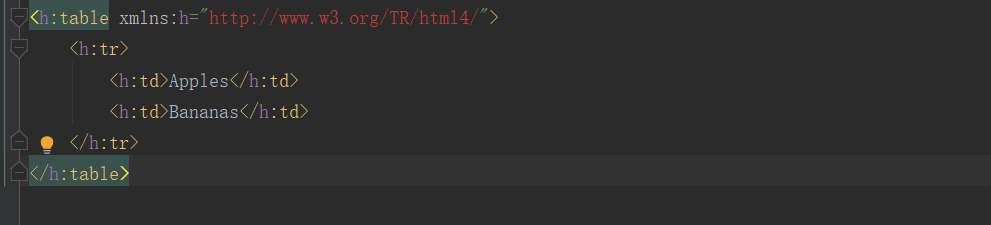 <h:table xmlns:h="http://www.w3.org/TR/html4/">
    <h:tr>
        <h:td>Apples</h:td>
        <h:td>Bananas</h:td>
    </h:tr>
</h:table>